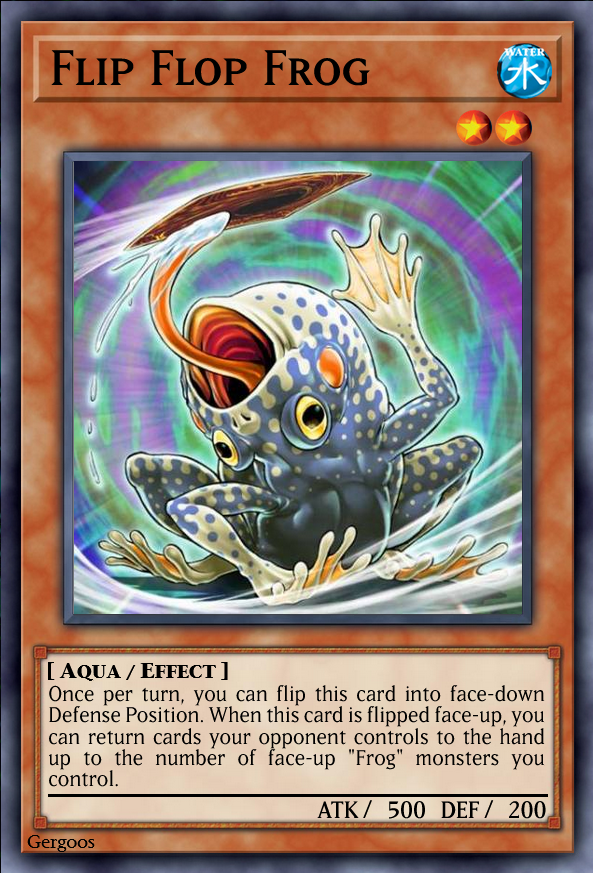 Flip Flop Frog
WATER
水
[ Aqua / Effect ]
Once per turn, you can flip this card into face-down
Defense Position. When this card is flipped face-up, you
can return cards your opponent controls to the hand
up to the number of face-up "Frog" monsters you
control.
ATK / 500 DEF / 200
Gergoos